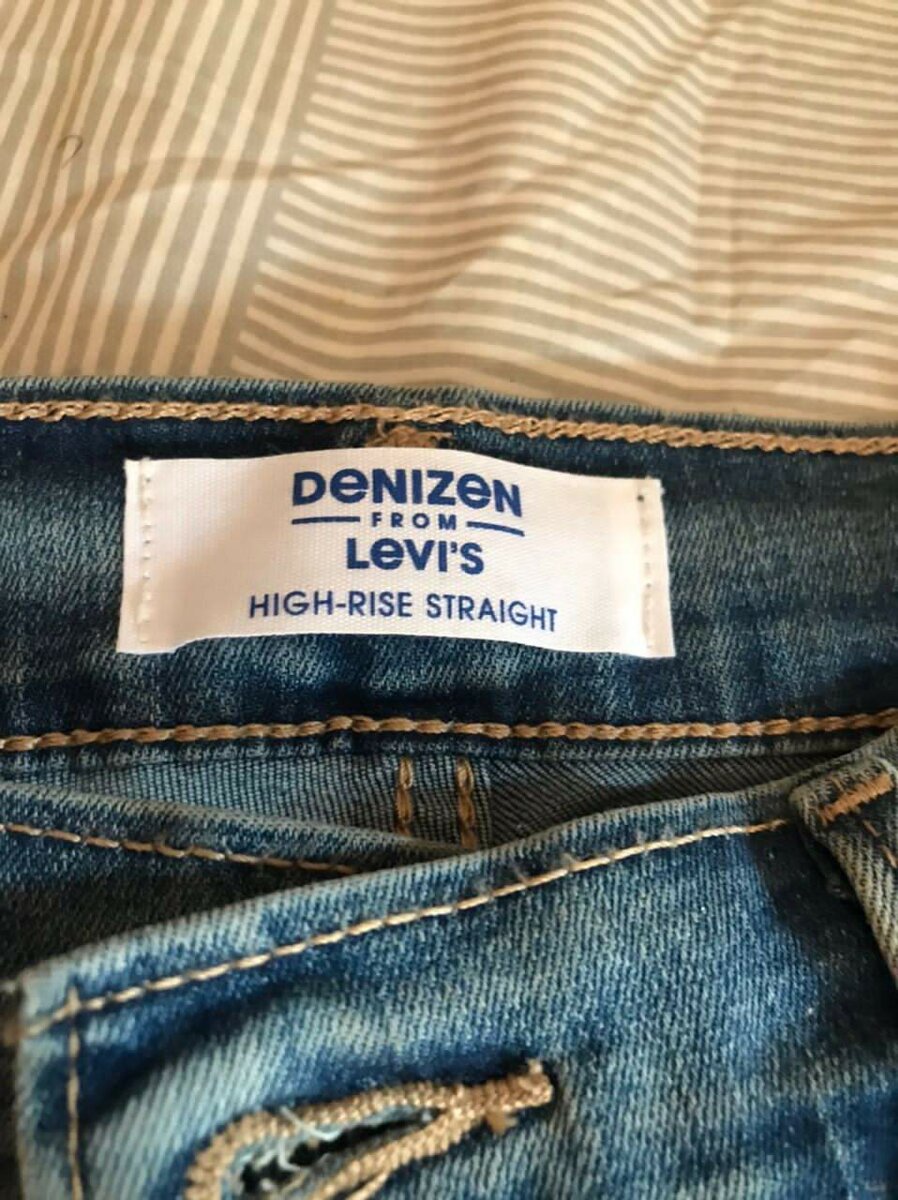 DENIZEN
FROM
LEVI'S
HIGH-RISE STRAIGHT